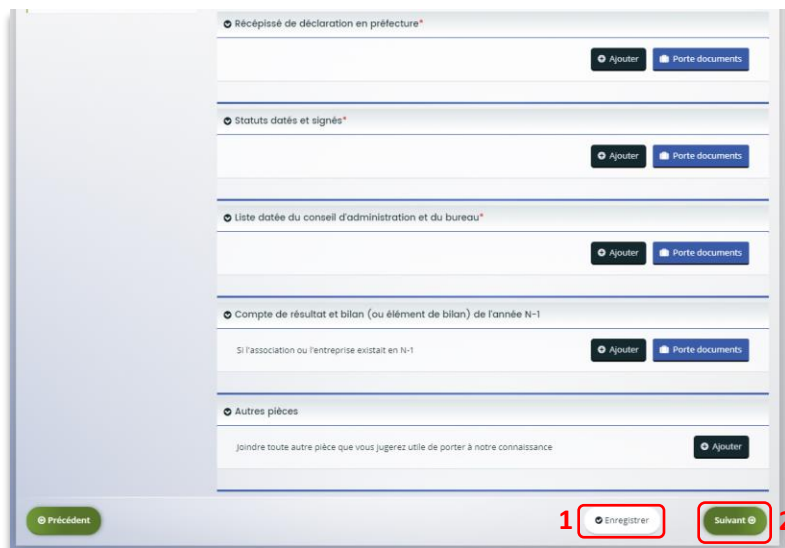 Récépissé de déclaration en préfecture*
Ajouter Porte documents
Statuts datés et signés*
Ajouter Porte documents
Liste datée du conseil d'administration et du bureau*
Ajouter Porte documents
Compte de résultat et bilan (ou élément de bilan) de l'année N-1
Si l'association ou l'entreprise existait en N-1 Ajouter Porte documents
Autres pièces
Joindre toute autre pièce que vous jugerez utile de porter à notre connaissance Ajouter
Précédent 1 Enregistrer Suivant 2